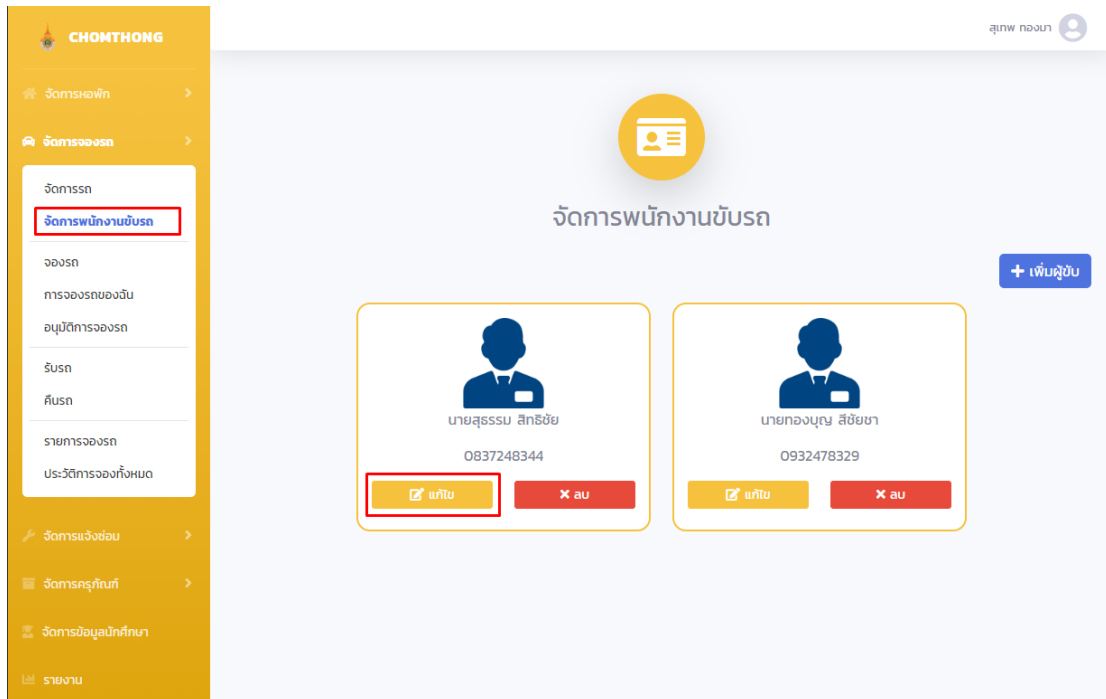 CHOMTHONG
สุเทพ ทองมา
จัดการหอพัก
จัดการจองรถ
จัดการรถ
จัดการพนักงานขับรถ
จองรถ
การจองรถของฉัน
อนุมัติการจองรถ
รับรถ
คืนรถ
รายการจองรถ
ประวัติการจองทั้งหมด
จัดการแจ้งซ่อม
จัดการครุภัณฑ์
จัดการข้อมูลนักศึกษา
รายงาน
จัดการพนักงานขับรถ
เพิ่มผู้ขับ
นายสุธรรม สิทธิชัย
0837248344
แก้ไข ลบ
นายทองบุญ สีชัยชา
0932478329
แก้ไข ลบ